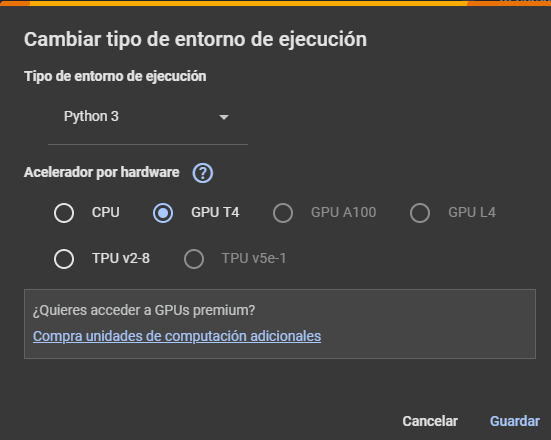 Cambiar tipo de entorno de ejecución
Tipo de entorno de ejecución
Python 3
Acelerador por hardware ?
CPU GPU T4 GPU A100 GPU L4
TPU v2-8 TPU v5e-1
¿Quieres acceder a GPUs premium?
Compra unidades de computación adicionales
Cancelar Guardar